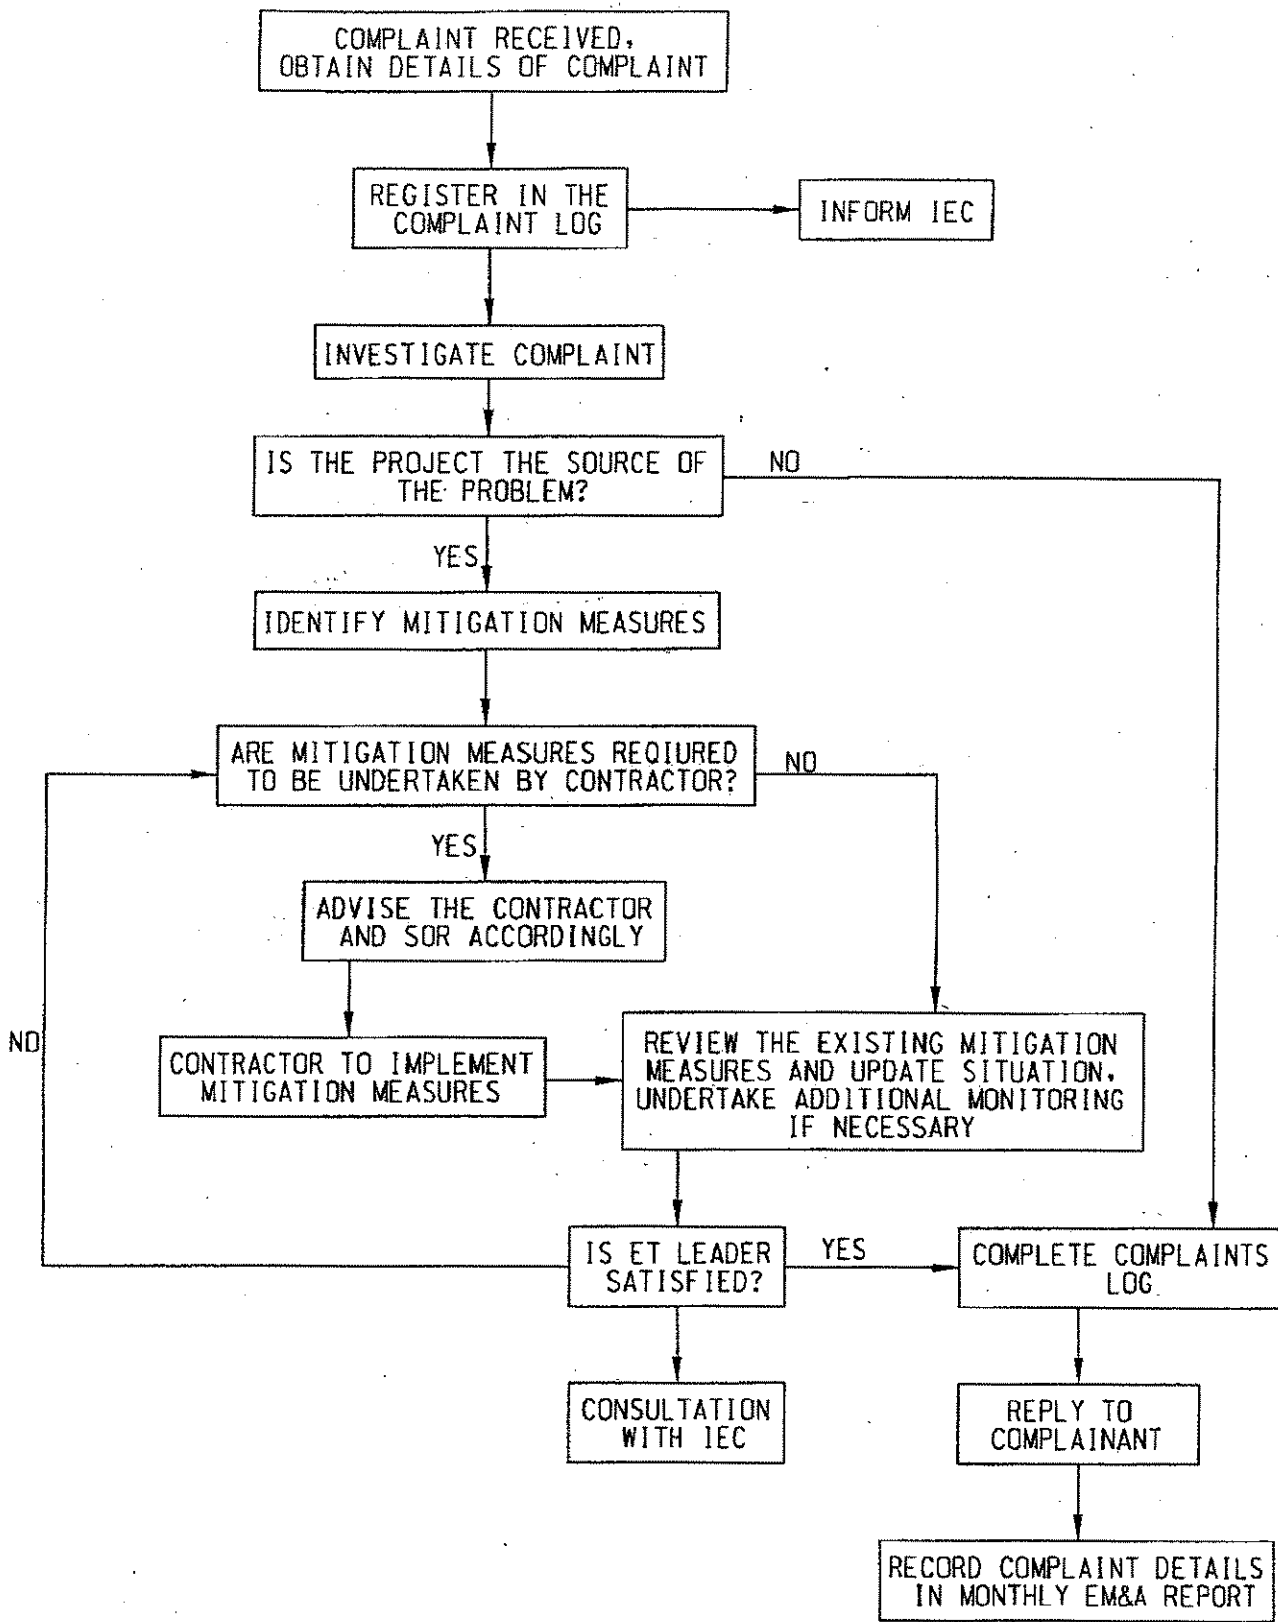 COMPLAINT RECEIVED,
OBTAIN DETAILS OF COMPLAINT
REGISTER IN THE
COMPLAINT LOG
INFORM IEC
INVESTIGATE COMPLAINT
IS THE PROJECT THE SOURCE OF
THE PROBLEM?
NO
YES
IDENTIFY MITIGATION MEASURES
ARE MITIGATION MEASURES REQIURED
TO BE UNDERTAKEN BY CONTRACTOR?
NO
YES
ADVISE THE CONTRACTOR
AND SOR ACCORDINGLY
NO
CONTRACTOR TO IMPLEMENT
MITIGATION MEASURES
REVIEW THE EXISTING MITIGATION
MEASURES AND UPDATE SITUATION,
UNDERTAKE ADDITIONAL MONITORING
IF NECESSARY
IS ET LEADER
SATISFIED?
YES
COMPLETE COMPLAINTS
LOG
CONSULTATION
WITH IEC
REPLY TO
COMPLAINANT
RECORD COMPLAINT DETAILS
IN MONTHLY EM&A REPORT